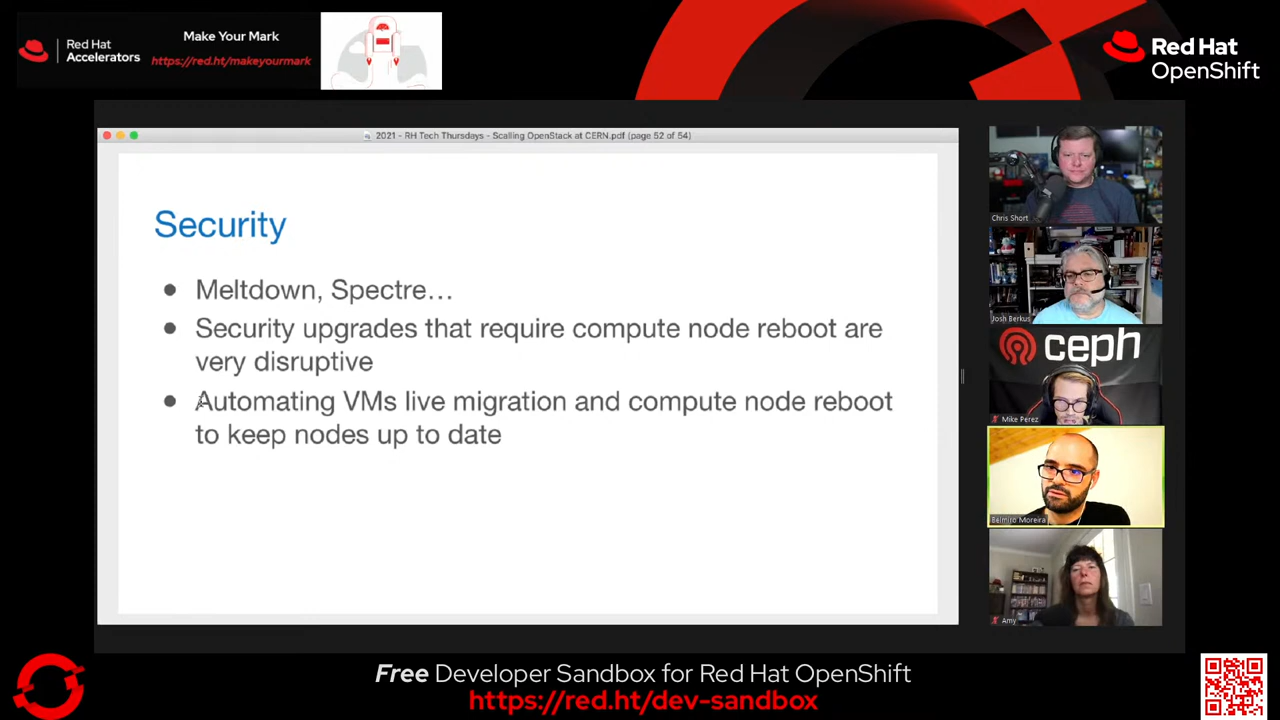 Red Hat
Accelerators
Make Your Mark
https://red.ht/makeyourmark
Red Hat
OpenShift
2021 - RH Tech Thursdays - Scalling OpenStack at CERN.pdf (page 52 of 54)
Security
• Meltdown, Spectre…
• Security upgrades that require compute node reboot are
very disruptive
• Automating VMs live migration and compute node reboot
to keep nodes up to date
Chris Short
Josh Berkus
ceph
Mike Perez
Belmiro Moreira
Amy
Free Developer Sandbox for Red Hat OpenShift
https://red.ht/dev-sandbox